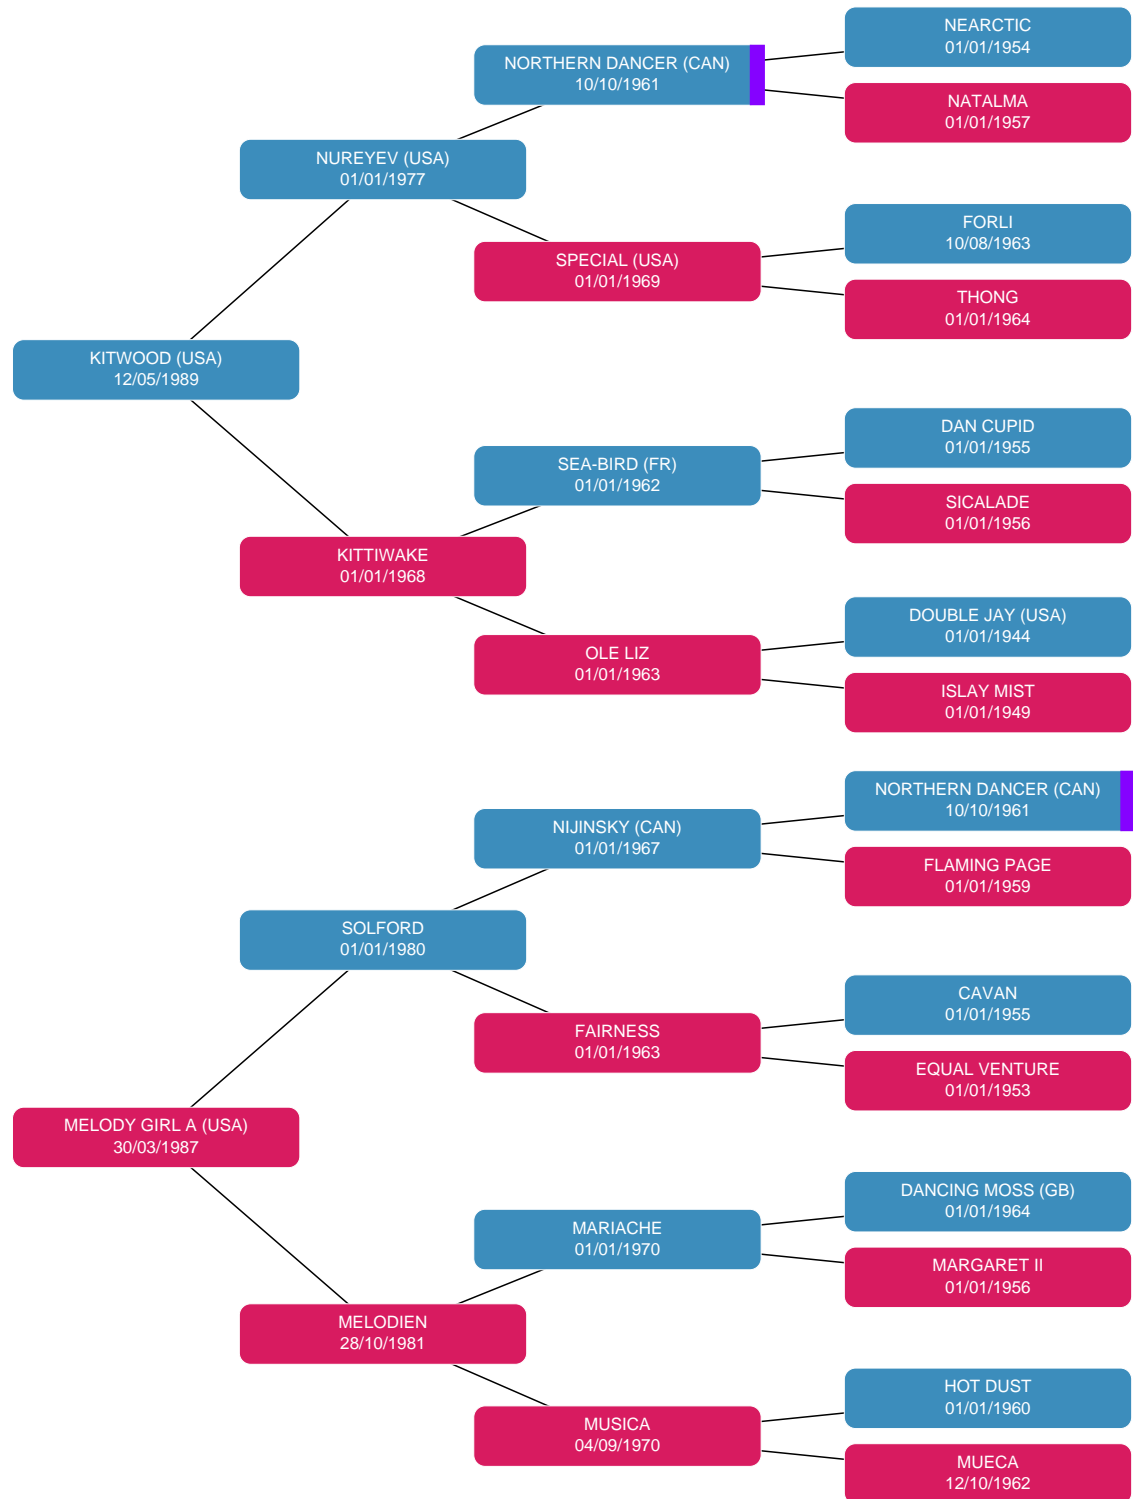 NEARCTIC
01/01/1954
NORTHERN DANCER (CAN)
10/10/1961
NATALMA
01/01/1957
NUREYEV (USA)
01/01/1977
FORLI
10/08/1963
SPECIAL (USA)
01/01/1969
THONG
01/01/1964
KITWOOD (USA)
12/05/1989
DAN CUPID
01/01/1955
SEA-BIRD (FR)
01/01/1962
SICALADE
01/01/1956
KITTIWAKE
01/01/1968
DOUBLE JAY (USA)
01/01/1944
OLE LIZ
01/01/1963
ISLAY MIST
01/01/1949
NORTHERN DANCER (CAN)
10/10/1961
NIJINSKY (CAN)
01/01/1967
FLAMING PAGE
01/01/1959
SOLFORD
01/01/1980
CAVAN
01/01/1955
FAIRNESS
01/01/1963
EQUAL VENTURE
01/01/1953
MELODY GIRL A (USA)
30/03/1987
DANCING MOSS (GB)
01/01/1964
MARIACHE
01/01/1970
MARGARET II
01/01/1956
MELODIEN
28/10/1981
HOT DUST
01/01/1960
MUSICA
04/09/1970
MUECA
12/10/1962